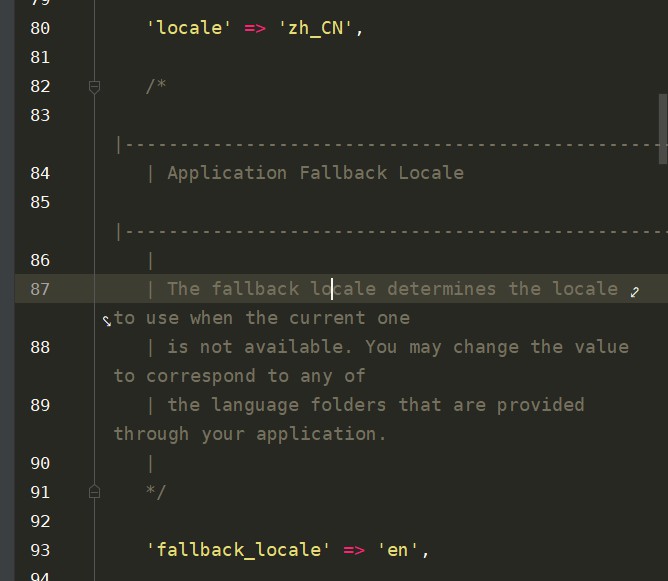 79
80 'locale' => 'zh_CN',
81
82 /*
83
|--------------------------------------------------
84 | Application Fallback Locale
85
|--------------------------------------------------
86 |
87 | The fallback locale determines the locale
to use when the current one
88 | is not available. You may change the value
to correspond to any of
89 | the language folders that are provided
through your application.
90 |
91 */
92
93 'fallback_locale' => 'en',
94